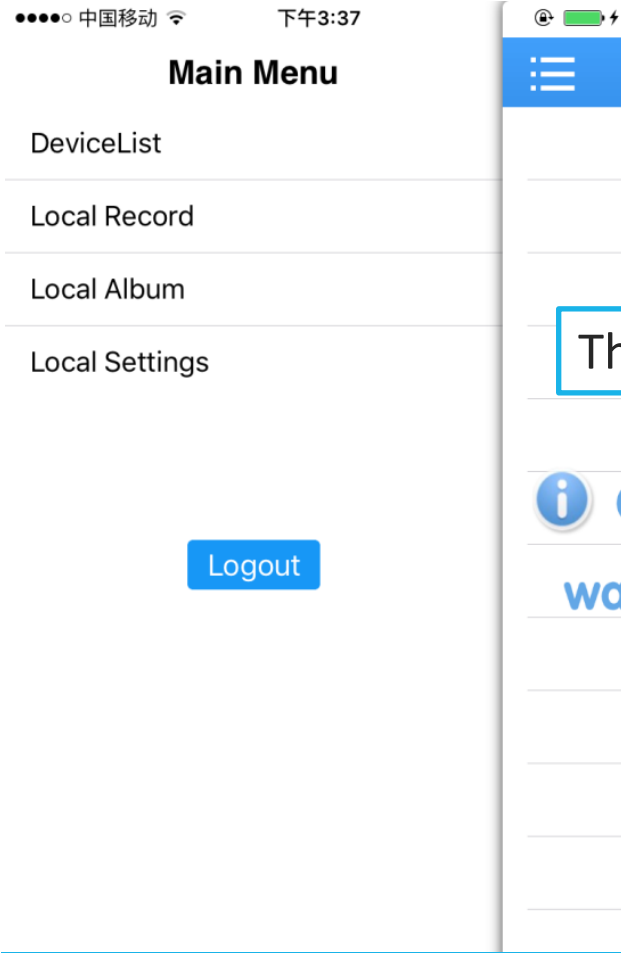 中国移动 下午3:37
Main Menu
DeviceList
Local Record
Local Album
Local Settings
Logout